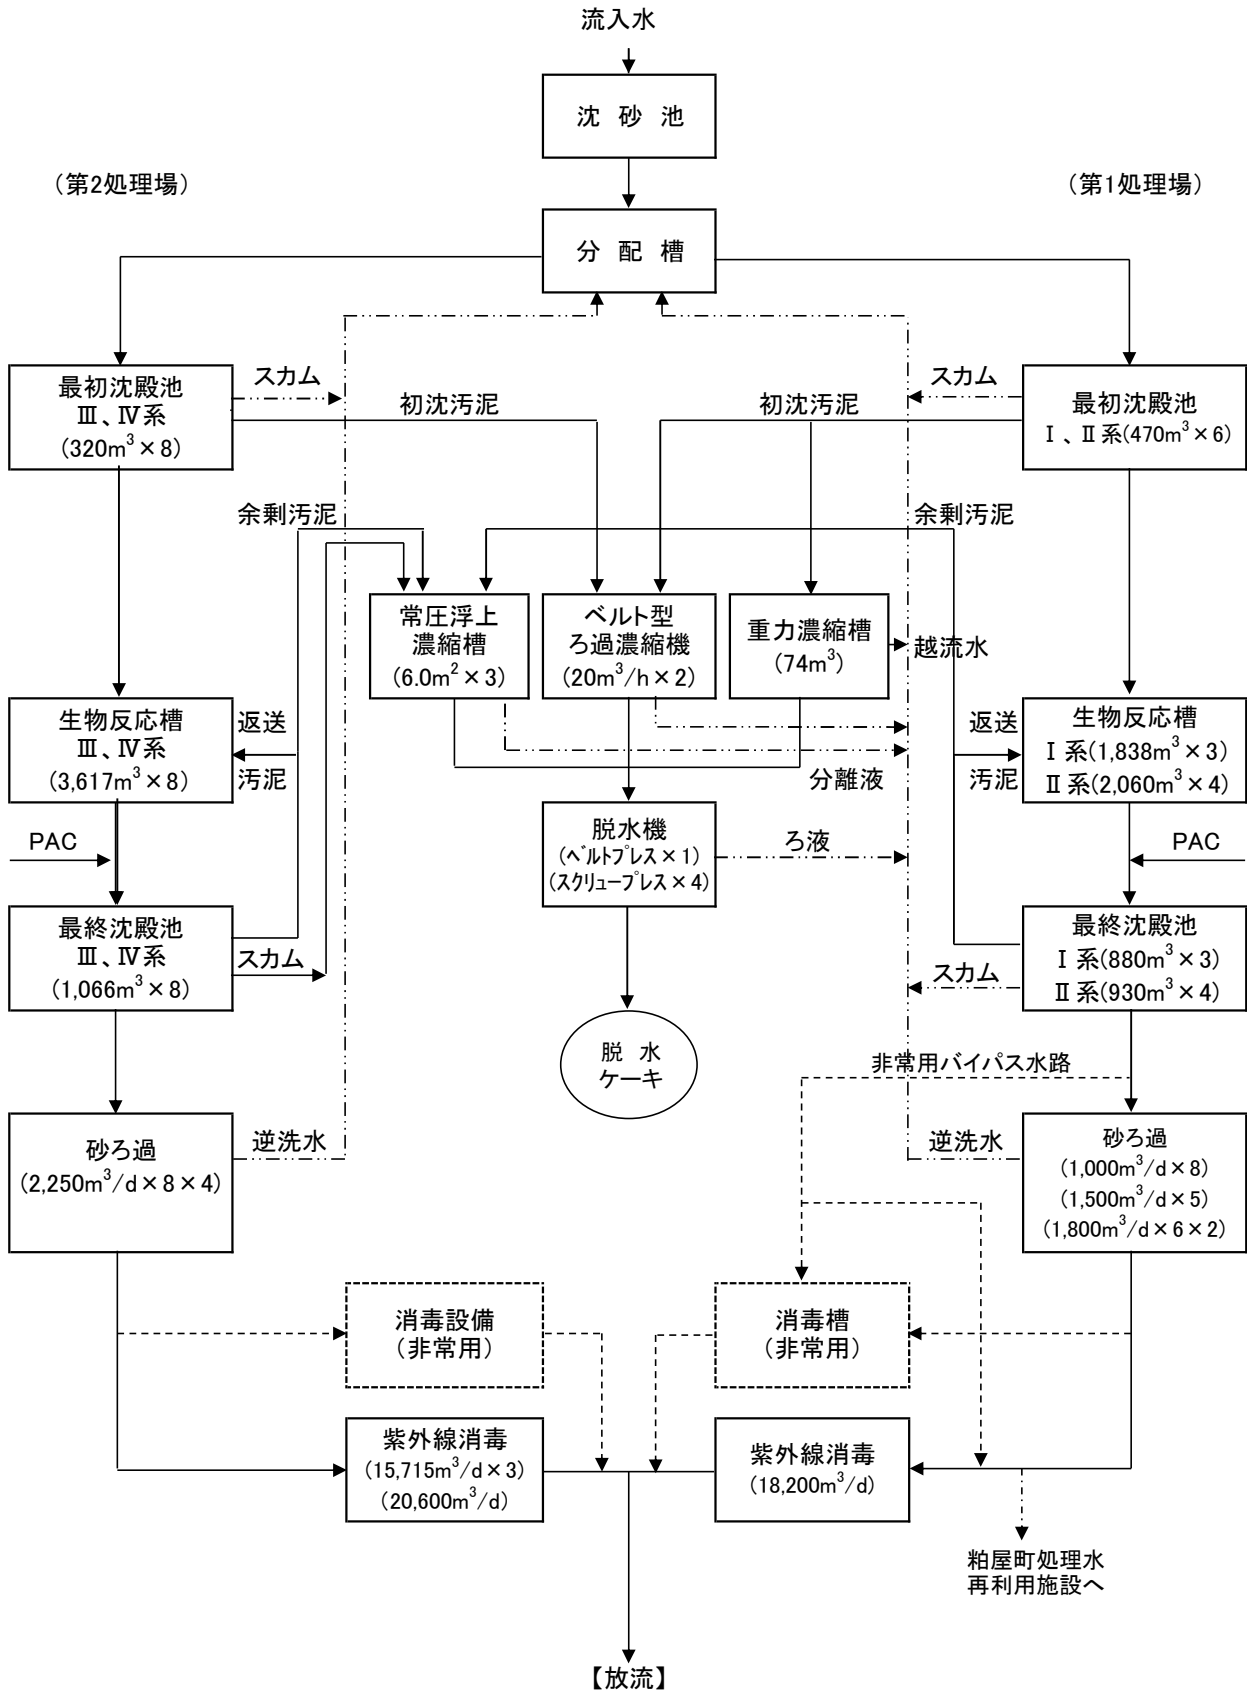 流入水
沈 砂 池
（第2処理場）
（第1処理場）
分 配 槽
最初沈殿池
Ⅲ、Ⅳ系
(320m³×8)
スカム
初沈汚泥
初沈汚泥
スカム
最初沈殿池
Ⅰ、Ⅱ系(470m³×6)
余剰汚泥
余剰汚泥
常圧浮上
濃縮槽
(6.0m²×3)
ベルト型
ろ過濃縮機
(20m³/h×2)
重力濃縮槽
(74m³)
越流水
生物反応槽
Ⅲ、Ⅳ系
(3,617m³×8)
返送
汚泥
分離液
返送
汚泥
生物反応槽
Ⅰ系(1,838m³×3)
Ⅱ系(2,060m³×4)
PAC
脱水機
(ﾍﾞﾙﾄﾌﾟﾚｽ×1)
(ｽｸﾘｭｰﾌﾟﾚｽ×4)
ろ液
PAC
最終沈殿池
Ⅲ、Ⅳ系
(1,066m³×8)
スカム
スカム
最終沈殿池
Ⅰ系(880m³×3)
Ⅱ系(930m³×4)
脱 水
ケーキ
非常用バイパス水路
砂ろ過
(2,250m³/d×8×4)
逆洗水
逆洗水
砂ろ過
(1,000m³/d×8)
(1,500m³/d×5)
(1,800m³/d×6×2)
消毒設備
（非常用）
消毒槽
（非常用）
紫外線消毒
(15,715m³/d×3)
(20,600m³/d)
紫外線消毒
(18,200m³/d)
粕屋町処理水
再利用施設へ
【放流】